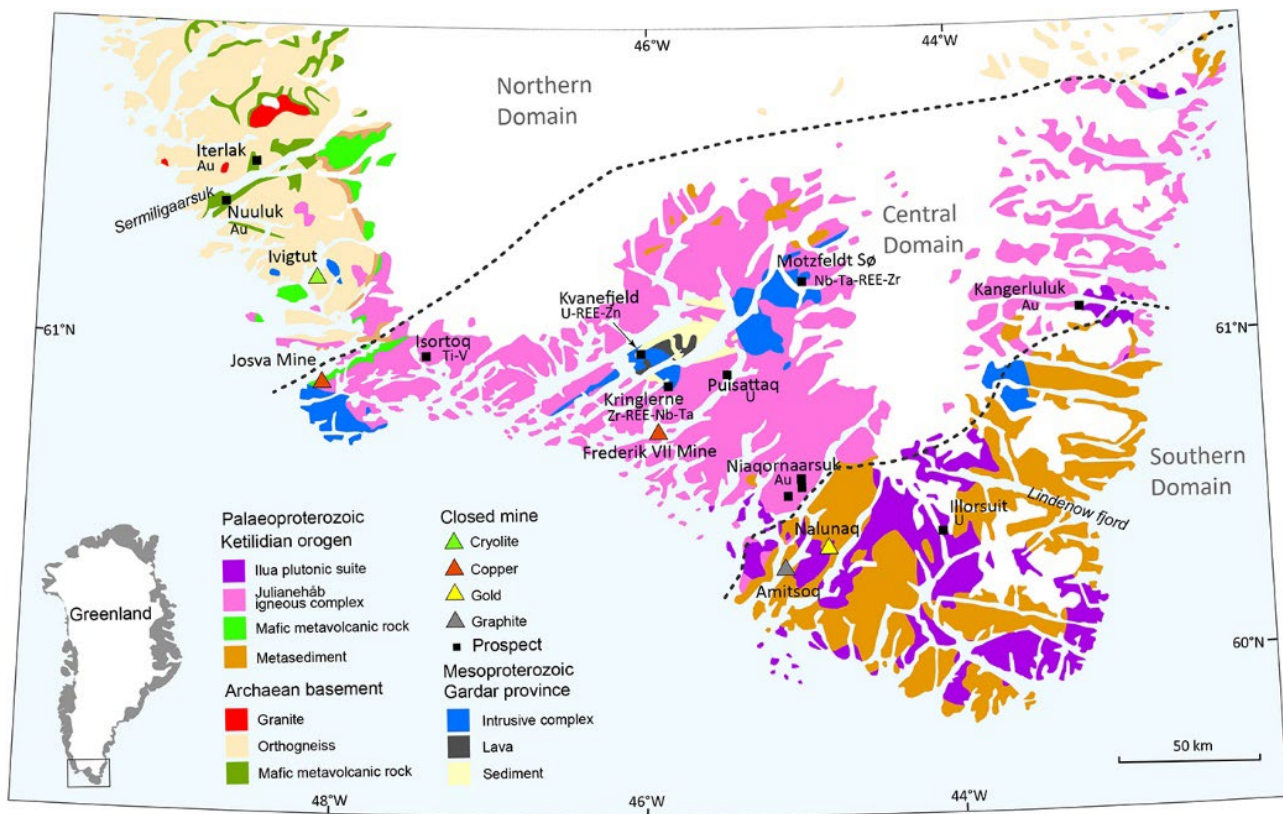 46°W
44°W
Northern
Domain
Iterlak
Au
Sermiligaarsuk
Nuuluk
Au
Ivigtut
Central
Domain
Motzfeldt Sø
Nb-Ta-REE-Zr
Kvanefjeld
U-REE-Zn
Kangerluluk
Au
61°N
61°N
Josva Mine
Isortoq
Ti-V
Puisattaq
U
Kringlerne
Zr-REE-Nb-Ta
Frederik VII Mine
Niaqornaarsuk
Au
Southern
Domain
Illorsuit
U
Lindenow fjord
Nalunaq
Amitsoq
60°N
Greenland
Palaeoproterozoic
Ketilidian orogen
Ilua plutonic suite
Julianehåb
igneous complex
Mafic metavolcanic rock
Metasediment
Archaean basement
Granite
Orthogneiss
Mafic metavolcanic rock
Closed mine
Cryolite
Copper
Gold
Graphite
Prospect
Mesoproterozoic
Gardar province
Intrusive complex
Lava
Sediment
50 km
48°W
46°W
44°W